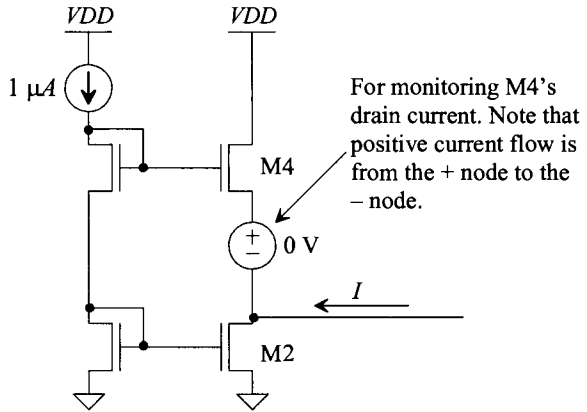 VDD
VDD
1 μA
For monitoring M4's
drain current. Note that
positive current flow is
from the + node to the
– node.
M4
+
–
0 V
I
M2